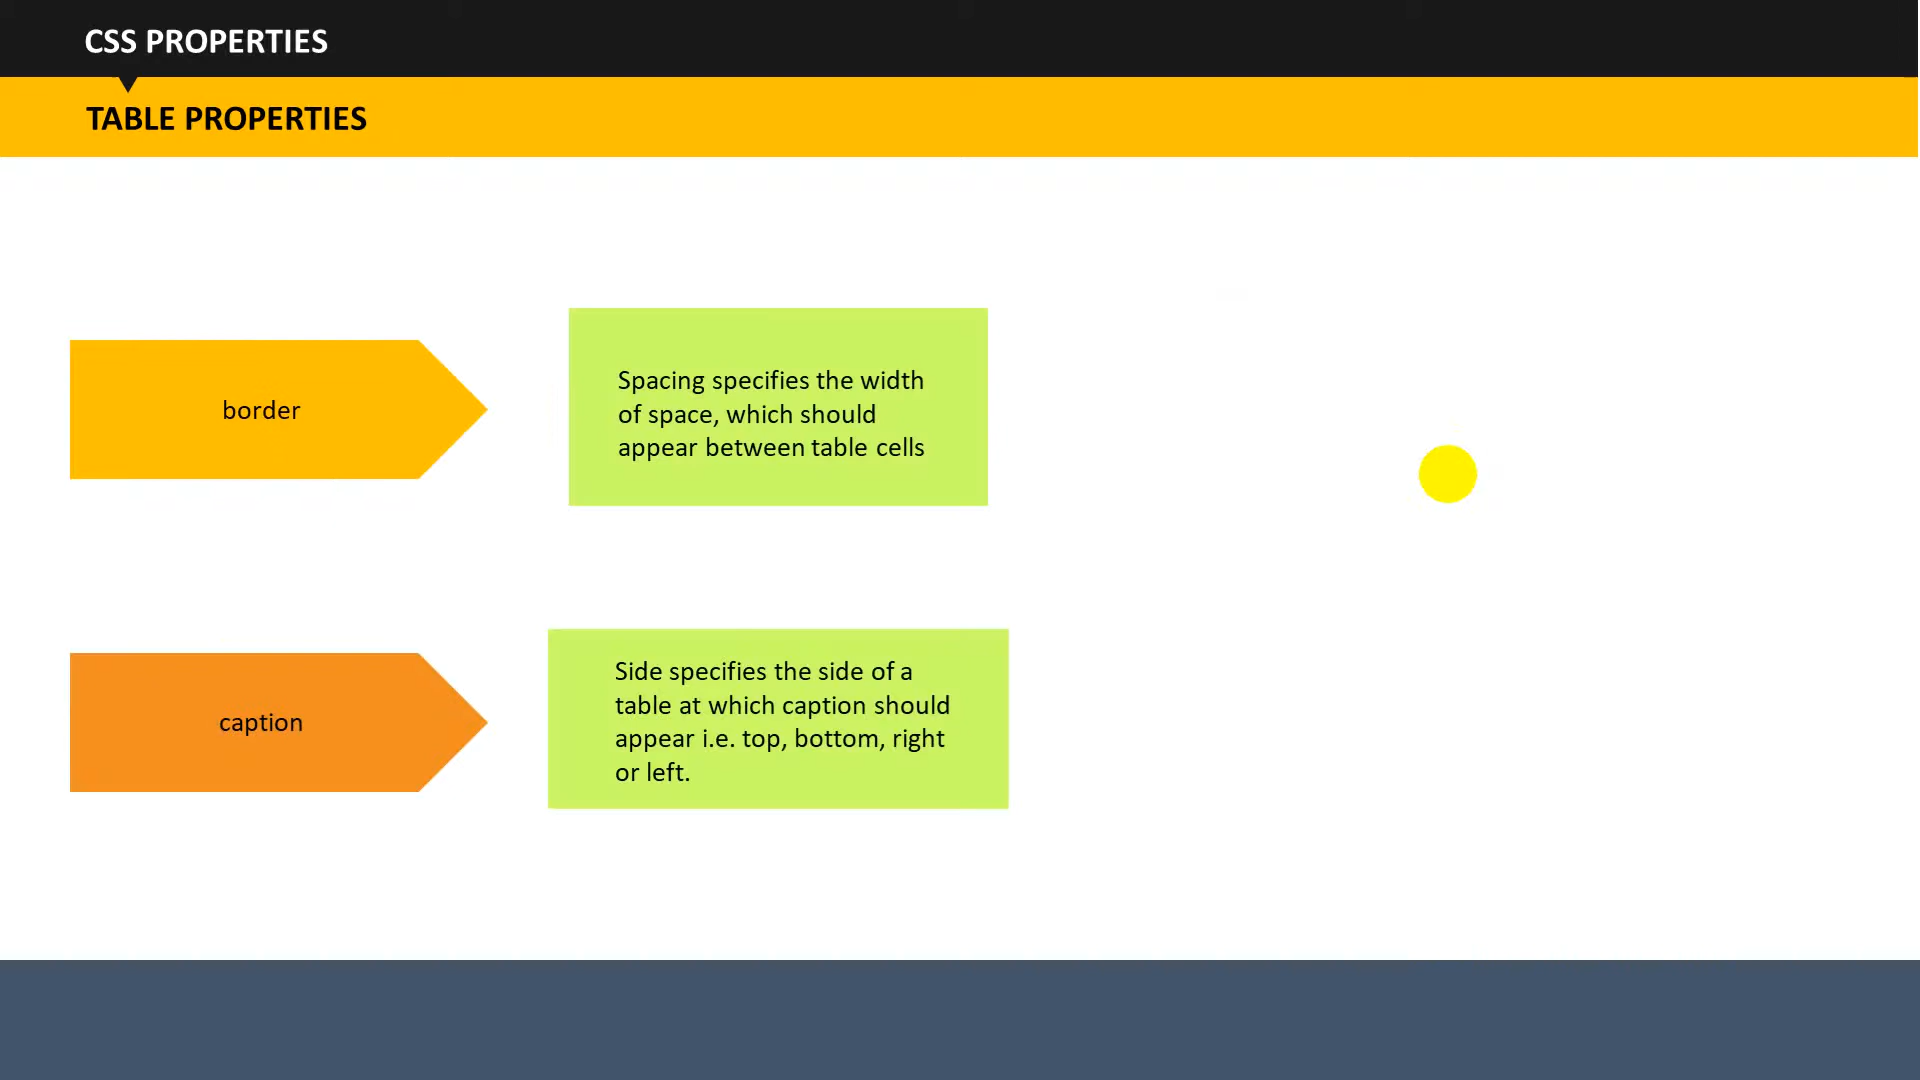 CSS PROPERTIES
TABLE PROPERTIES
border
Spacing specifies the width
of space, which should
appear between table cells
caption
Side specifies the side of a
table at which caption should
appear i.e. top, bottom, right
or left.